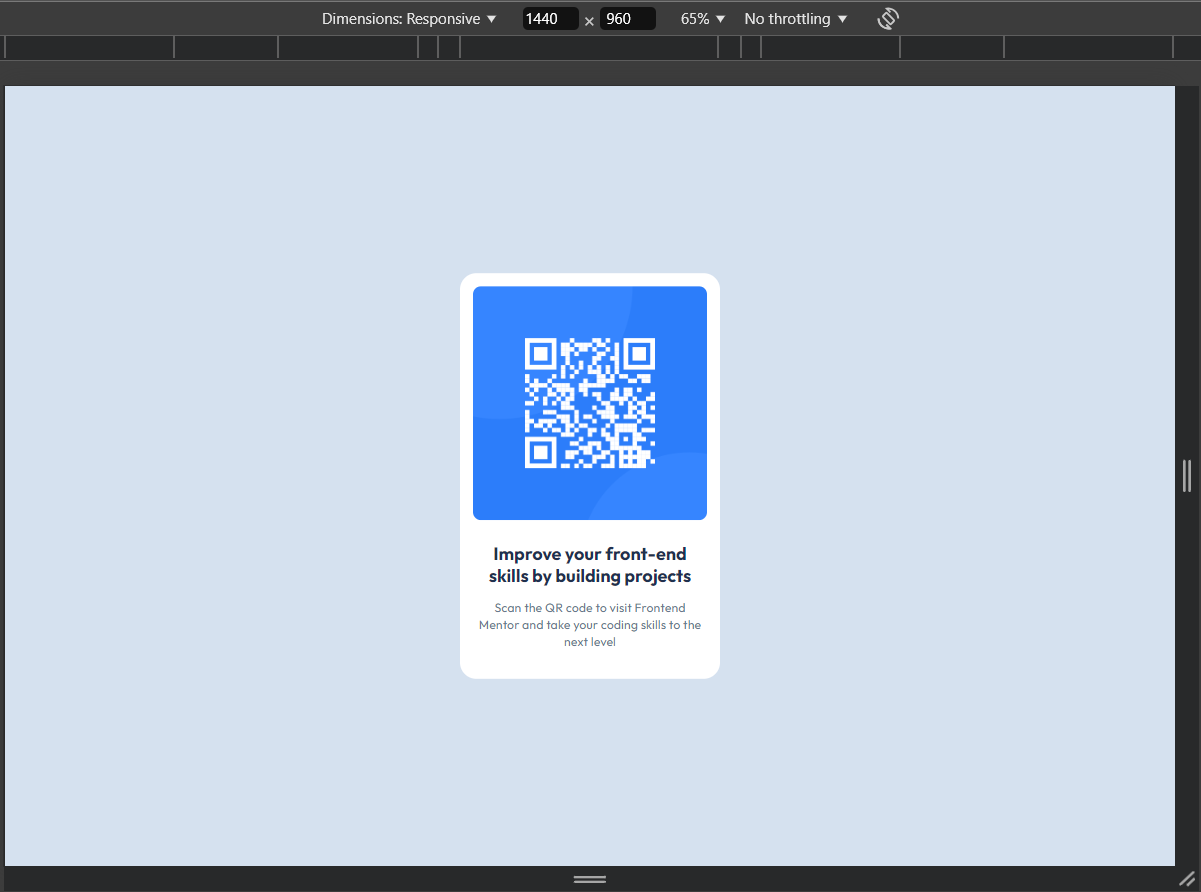 Dimensions: Responsive ▼ 1440 × 960 65% ▼ No throttling ▼
Improve your front-end
skills by building projects
Scan the QR code to visit Frontend
Mentor and take your coding skills to the
next level